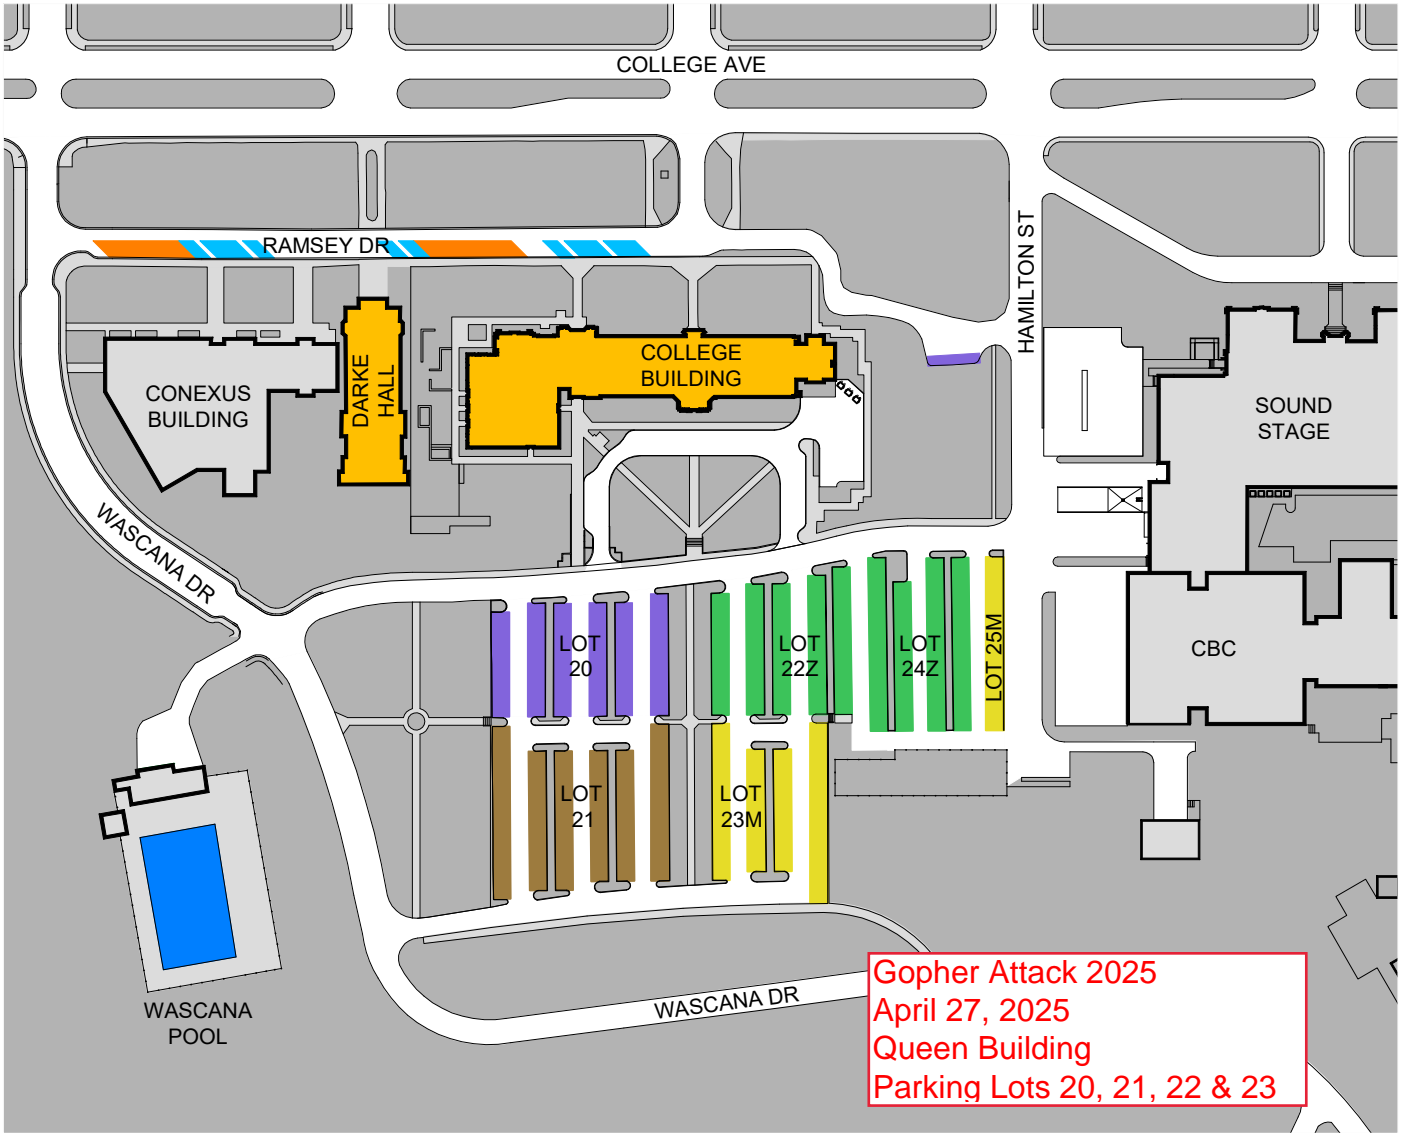 COLLEGE AVE
RAMSEY DR
HAMILTON ST
CONEXUS
BUILDING
DARKE
HALL
COLLEGE
BUILDING
SOUND
STAGE
WASCANA DR
LOT
20
LOT
22Z
LOT
24Z
LOT 25M
CBC
LOT
21
LOT
23M
WASCANA
POOL
WASCANA DR
Gopher Attack 2025
April 27, 2025
Queen Building
Parking Lots 20, 21, 22 & 23